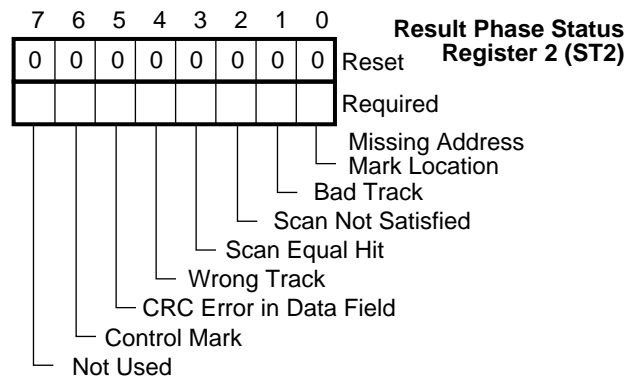 7 6 5 4 3 2 1 0
Result Phase Status
Register 2 (ST2)
0 0 0 0 0 0 0 0 Reset
Required
Missing Address
Mark Location
Bad Track
Scan Not Satisfied
Scan Equal Hit
Wrong Track
CRC Error in Data Field
Control Mark
Not Used